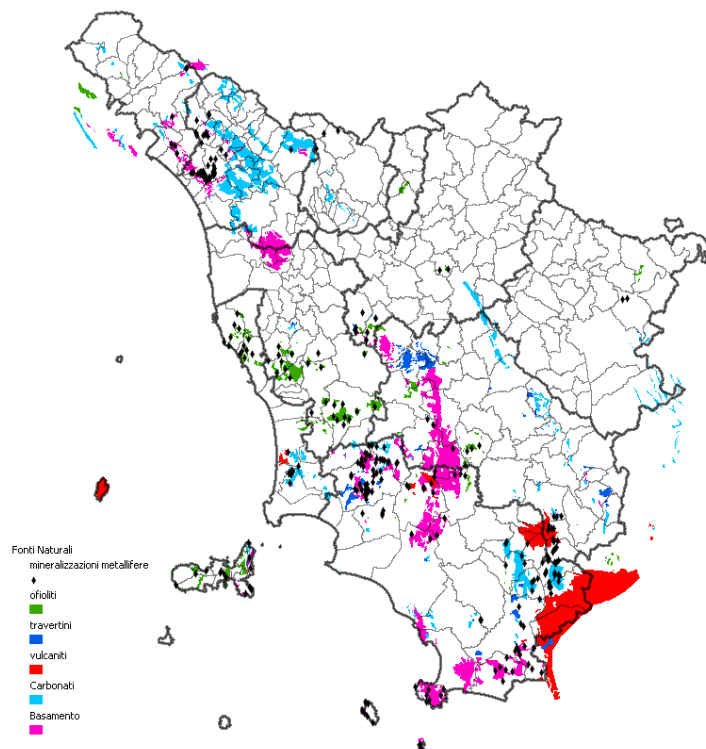 Fonti Naturali
mineralizzazioni metallifere
ofioliti
travertini
vulcaniti
Carbonati
Basamento